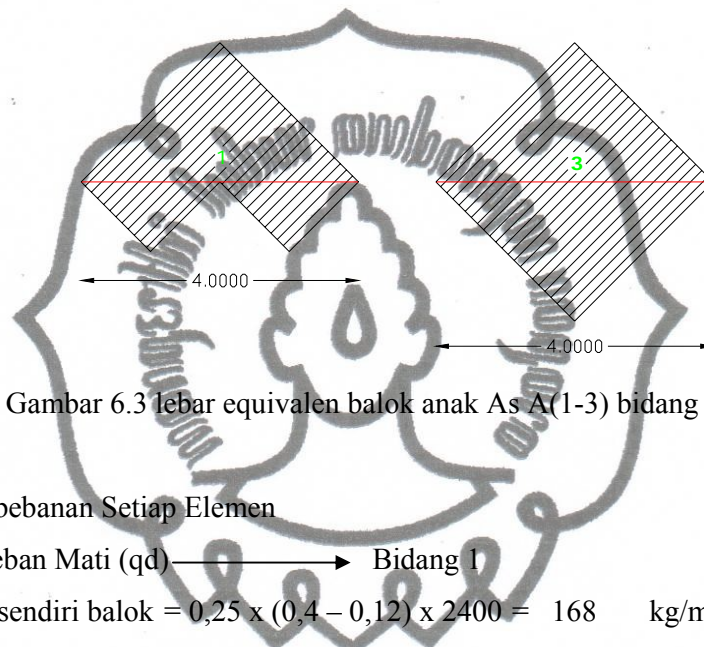 1
3
4.0000
4.0000
Gambar 6.3 lebar equivalen balok anak As A(1-3) bidang
bebanan Setiap Elemen
eban Mati (qd) Bidang 1
sendiri balok = 0,25 x (0,4 – 0,12) x 2400 = 168 kg/m